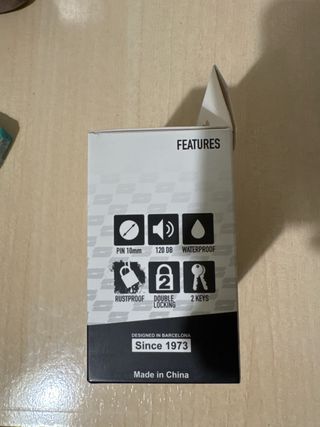 FEATURES
PIN 10mm
120 DB
WATERPROOF
2
RUSTPROOF
DOUBLE
LOCKING
2 KEYS
DESIGNED IN BARCELONA
Since 1973
Made in China